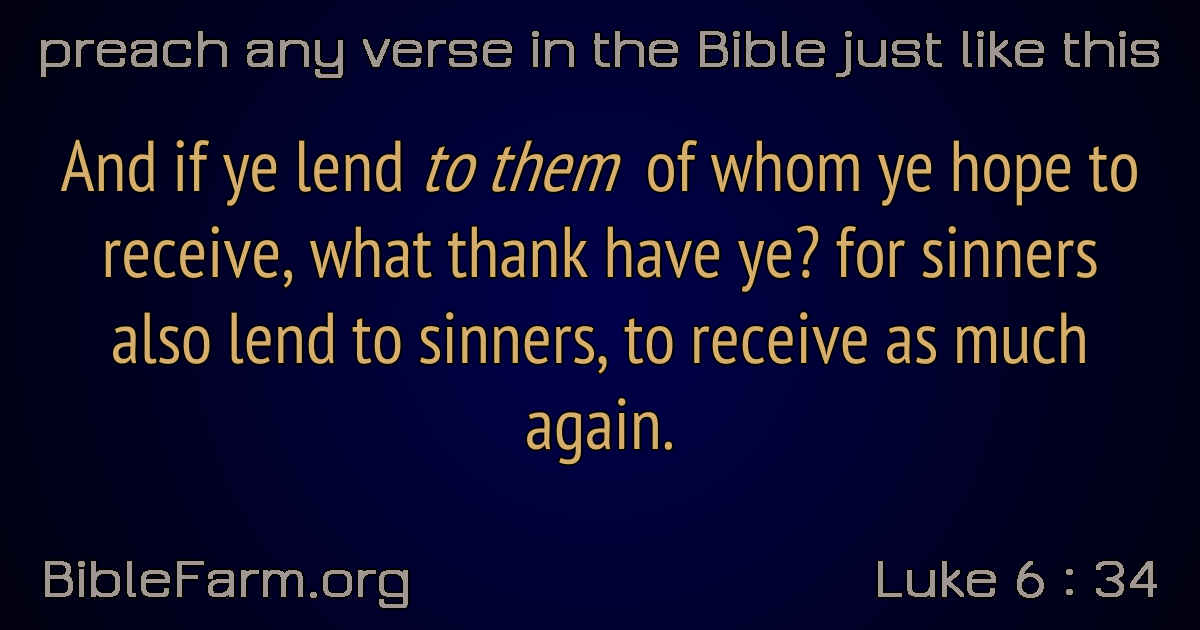 preach any verse in the Bible just like this
And if ye lend to them of whom ye hope to
receive, what thank have ye? for sinners
also lend to sinners, to receive as much
again.
BibleFarm.org
Luke 6 : 34